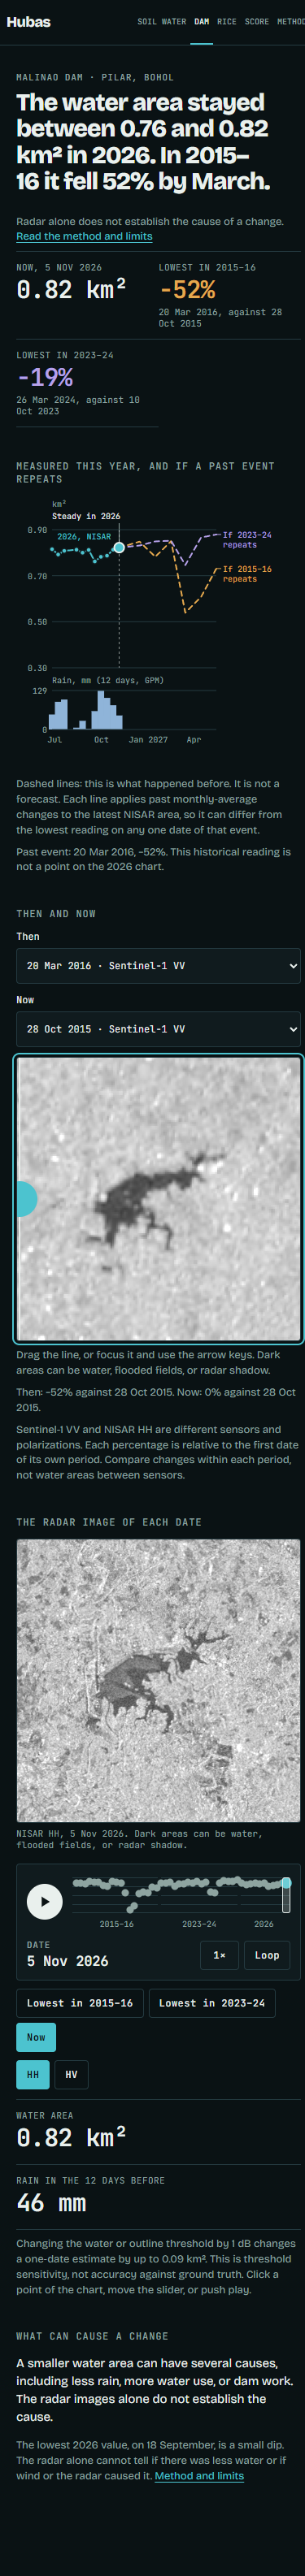 Hubas
SOIL WATER DAM RICE SCORE METHOD
MALINAO DAM · PILAR, BOHOL
The water area stayed
between 0.76 and 0.82
km² in 2026. In 2015–
16 it fell 52% by March.
Radar alone does not establish the cause of a change.
Read the method and limits
NOW, 5 NOV 2026
0.82 km²
LOWEST IN 2015–16
-52%
20 Mar 2016, against 28
Oct 2015
LOWEST IN 2023–24
-19%
26 Mar 2024, against 10
Oct 2023
MEASURED THIS YEAR, AND IF A PAST EVENT
REPEATS
km²
Steady in 2026
0.90
2026, NISAR
If 2023–24
repeats
0.70
If 2015–16
repeats
0.50
0.30
Rain, mm (12 days, GPM)
129
0
Jul Oct Jan 2027 Apr
Dashed lines: this is what happened before. It is not a
forecast. Each line applies past monthly-average
changes to the latest NISAR area, so it can differ from
the lowest reading on any one date of that event.
Past event: 20 Mar 2016, −52%. This historical reading is
not a point on the 2026 chart.
THEN AND NOW
Then
20 Mar 2016 · Sentinel-1 VV
Now
28 Oct 2015 · Sentinel-1 VV
Drag the line, or focus it and use the arrow keys. Dark
areas can be water, flooded fields, or radar shadow.
Then: −52% against 28 Oct 2015. Now: 0% against 28 Oct
2015.
Sentinel-1 VV and NISAR HH are different sensors and
polarizations. Each percentage is relative to the first date
of its own period. Compare changes within each period,
not water areas between sensors.
THE RADAR IMAGE OF EACH DATE
NISAR HH, 5 Nov 2026. Dark areas can be water,
flooded fields, or radar shadow.
2015–16 2023–24 2026
DATE
5 Nov 2026
1×
Loop
Lowest in 2015–16
Lowest in 2023–24
Now
HH
HV
WATER AREA
0.82 km²
RAIN IN THE 12 DAYS BEFORE
46 mm
Changing the water or outline threshold by 1 dB changes
a one-date estimate by up to 0.09 km². This is threshold
sensitivity, not accuracy against ground truth. Click a
point of the chart, move the slider, or push play.
WHAT CAN CAUSE A CHANGE
A smaller water area can have several causes,
including less rain, more water use, or dam work.
The radar images alone do not establish the
cause.
The lowest 2026 value, on 18 September, is a small dip.
The radar alone cannot tell if there was less water or if
wind or the radar caused it. Method and limits